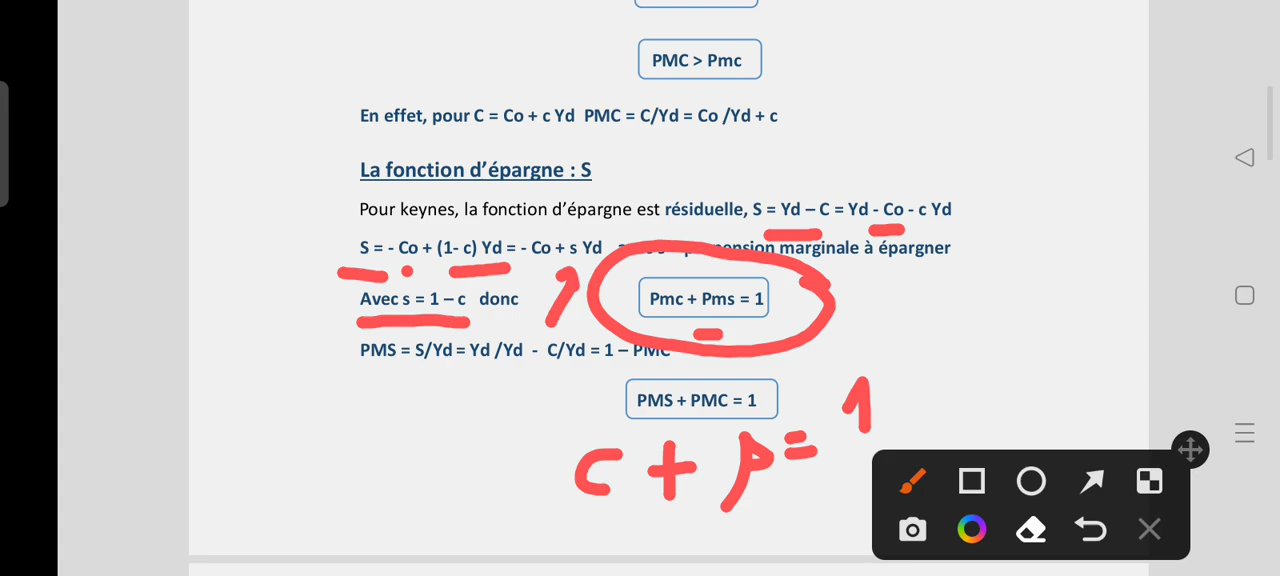 PMC > Pmc
En effet, pour C = Co + c Yd PMC = C/Yd = Co /Yd + c
La fonction d'épargne : S
Pour keynes, la fonction d'épargne est résiduelle, S = Yd – C = Yd - Co - c Yd
S = - Co + (1- c) Yd = - Co + s Yd marginale à épargner
Avec s = 1 – c donc
Pmc + Pms = 1
PMS = S/Yd = Yd /Yd - C/Yd = 1 – PMC
PMS + PMC = 1
1
c + = 1